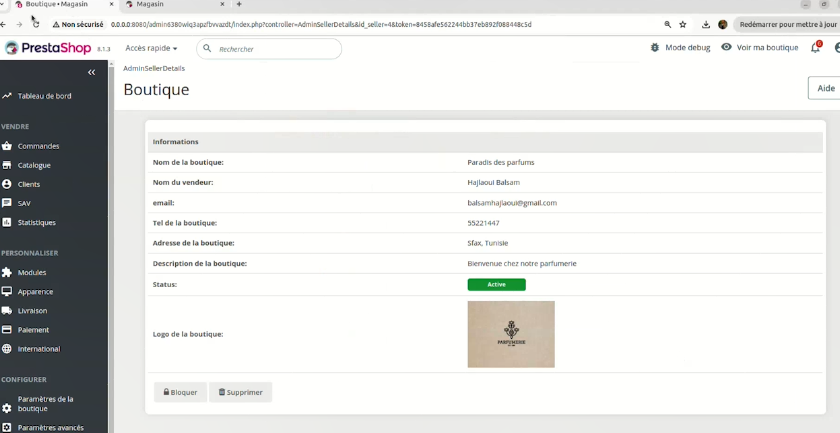 Boutique • Magasin
Magasin
Non sécurisé 0.0.0.0:8080/admin6380wiq3apzfbvvazdt/index.php?controller=AdminSellerDetails&id_seller=4&token=8458afe562244bb37eb892f088448c5d
Redémarrer pour mettre à jour
PrestaShop 8.1.3
Accès rapide
Rechercher
Mode debug
Voir ma boutique
AdminSellerDetails
Boutique
Aide
Tableau de bord
VENDRE
Commandes
Catalogue
Clients
SAV
Statistiques
PERSONNALISER
Modules
Apparence
Livraison
Paiement
International
CONFIGURER
Paramètres de la
boutique
Paramètres avancés
Informations
Nom de la boutique: Paradis des parfums
Nom du vendeur: Hajlaoui Balsam
email: balsamhajlaoui@gmail.com
Tel de la boutique: 55221447
Adresse de la boutique: Sfax, Tunisie
Description de la boutique: Bienvenue chez notre parfumerie
Status: Active
Logo de la boutique:
PARFUMERIE
Bloquer
Supprimer